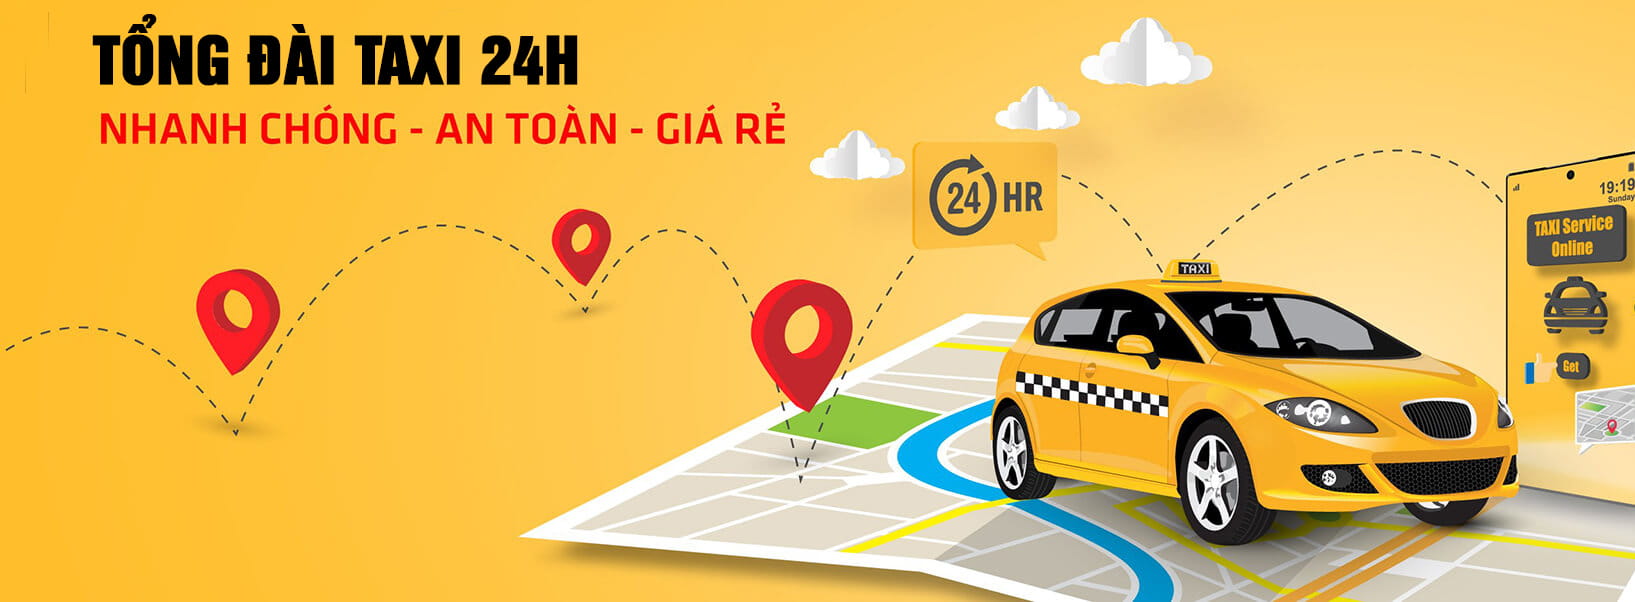 TỔNG ĐÀI TAXI 24H
NHANH CHÓNG - AN TOÀN - GIÁ RẺ
24 HR
TAXI
19:19
Sunday
TAXI Service
Online
Get